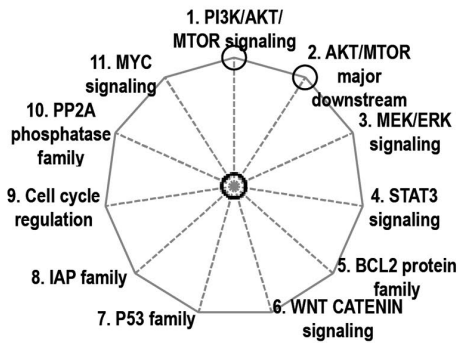 1. PI3K/AKT/
MTOR signaling
2. AKT/MTOR
major
downstream
3. MEK/ERK
signaling
4. STAT3
signaling
5. BCL2 protein
family
6. WNT CATENIN
signaling
7. P53 family
8. IAP family
9. Cell cycle
regulation
10. PP2A
phosphatase
family
11. MYC
signaling